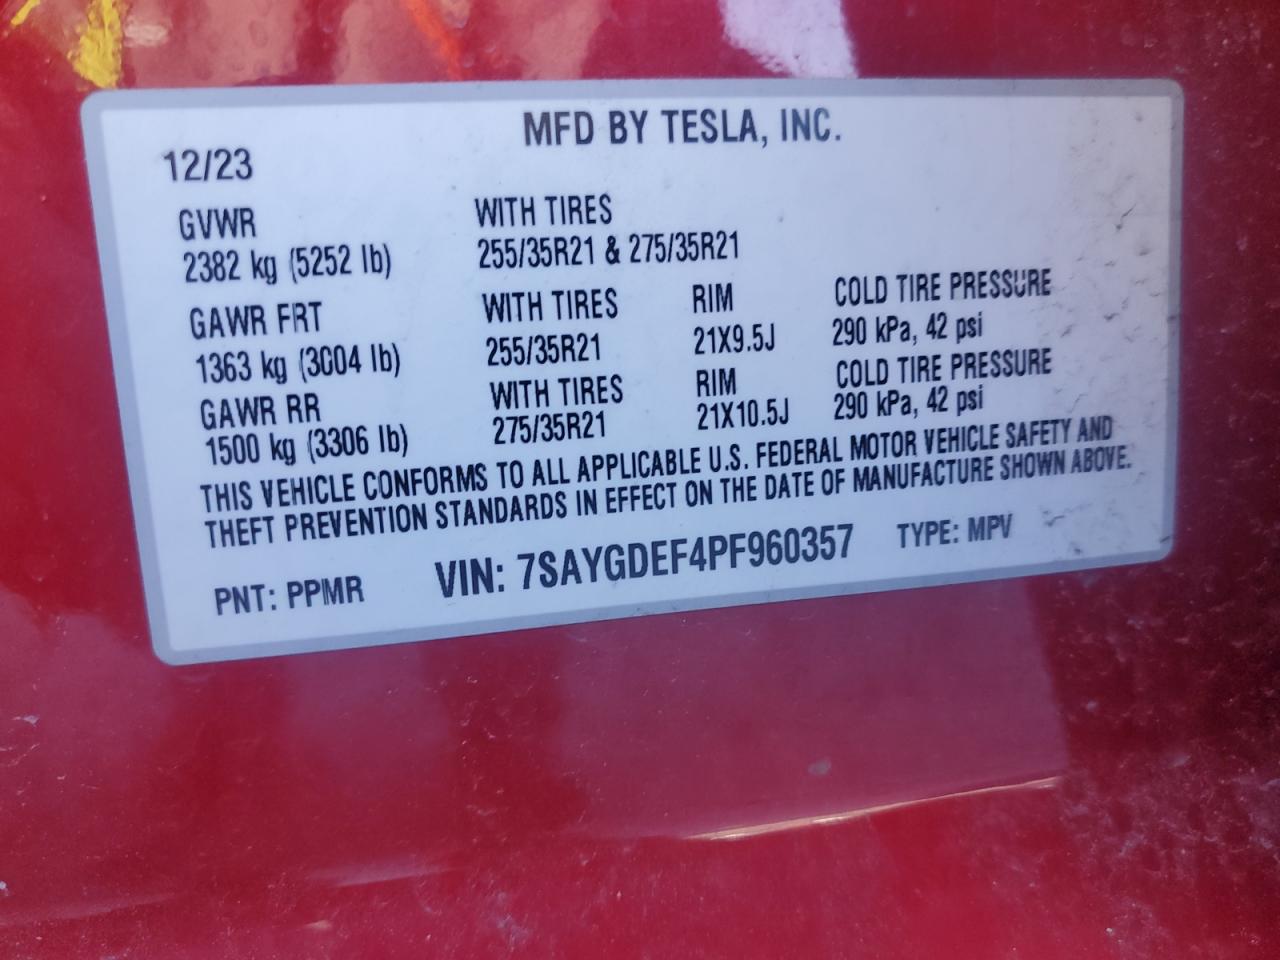 MFD BY TESLA, INC.
12/23
GVWR WITH TIRES
2382 kg (5252 lb) 255/35R21 & 275/35R21
GAWR FRT WITH TIRES RIM COLD TIRE PRESSURE
1363 kg (3004 lb) 255/35R21 21X9.5J 290 kPa, 42 psi
GAWR RR WITH TIRES RIM COLD TIRE PRESSURE
1500 kg (3306 lb) 275/35R21 21X10.5J 290 kPa, 42 psi
THIS VEHICLE CONFORMS TO ALL APPLICABLE U.S. FEDERAL MOTOR VEHICLE SAFETY AND
THEFT PREVENTION STANDARDS IN EFFECT ON THE DATE OF MANUFACTURE SHOWN ABOVE.
PNT: PPMR VIN: 7SAYGDEF4PF960357 TYPE: MPV